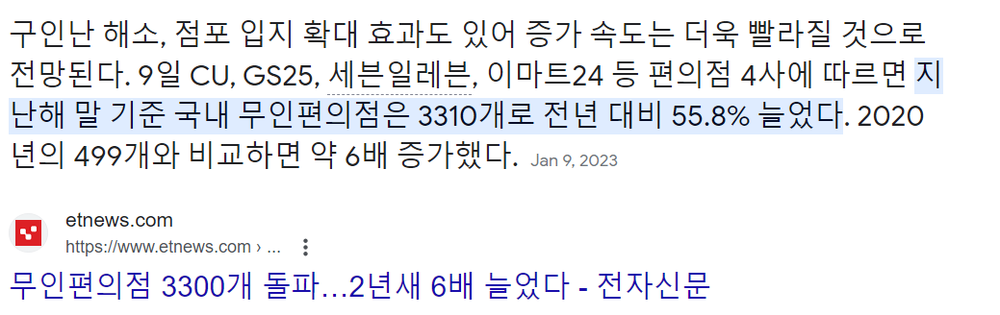 구인난 해소, 점포 입지 확대 효과도 있어 증가 속도는 더욱 빨라질 것으로
전망된다. 9일 CU, GS25, 세븐일레븐, 이마트24 등 편의점 4사에 따르면 지
난해 말 기준 국내 무인편의점은 3310개로 전년 대비 55.8% 늘었다. 2020
년의 499개와 비교하면 약 6배 증가했다. Jan 9, 2023
etnews.com
https://www.etnews.com › ...
무인편의점 3300개 돌파…2년새 6배 늘었다 - 전자신문